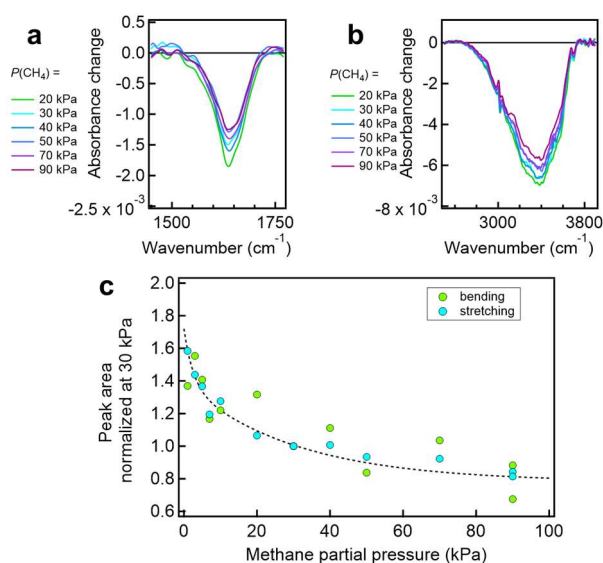 a
P(CH4) =
20 kPa
30 kPa
40 kPa
50 kPa
70 kPa
90 kPa
Absorbance change
0.5
0.0
-0.5
-1.0
-1.5
-2.0
-2.5 x 10⁻³
1500
1750
Wavenumber (cm⁻¹)
b
P(CH4) =
20 kPa
30 kPa
40 kPa
50 kPa
70 kPa
90 kPa
Absorbance change
0
-2
-4
-6
-8 x 10⁻³
3000
3800
Wavenumber (cm⁻¹)
c
Peak area
normalized at 30 kPa
2.0
1.8
1.6
1.4
1.2
1.0
0.8
0.6
bending
stretching
0
20
40
60
80
100
Methane partial pressure (kPa)